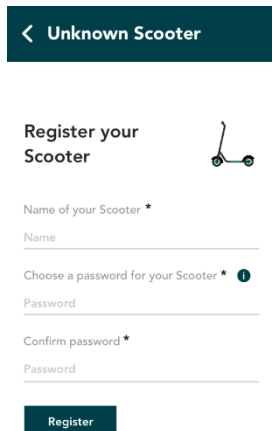 Unknown Scooter
Register your
Scooter
Name of your Scooter *
Name
Choose a password for your Scooter * i
Password
Confirm password *
Password
Register